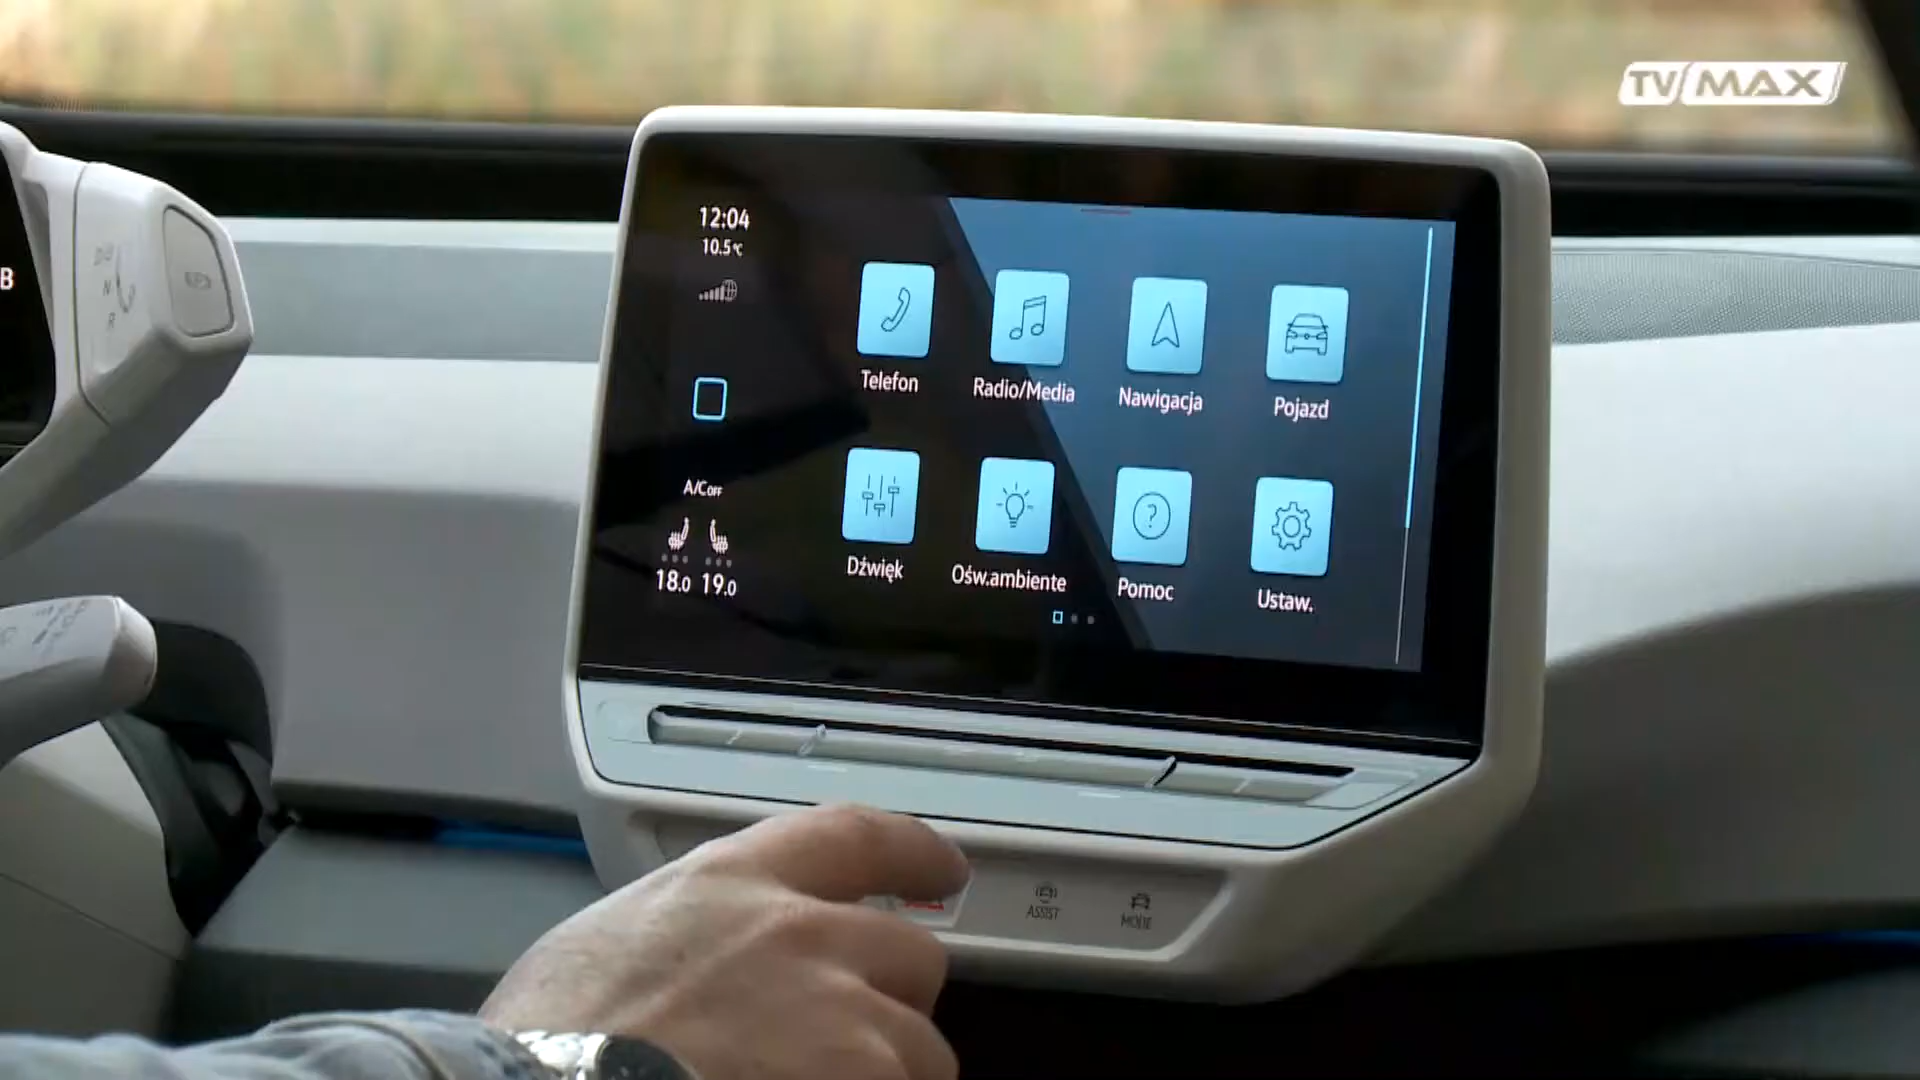 TV MAX
12:04
10.5°C
Telefon
Radio/Media
Nawigacja
Pojazd
A/C OFF
18.0 19.0
Dźwięk
Ośw.ambiente
Pomoc
Ustaw.
B
N
R
ASSIST
MODE